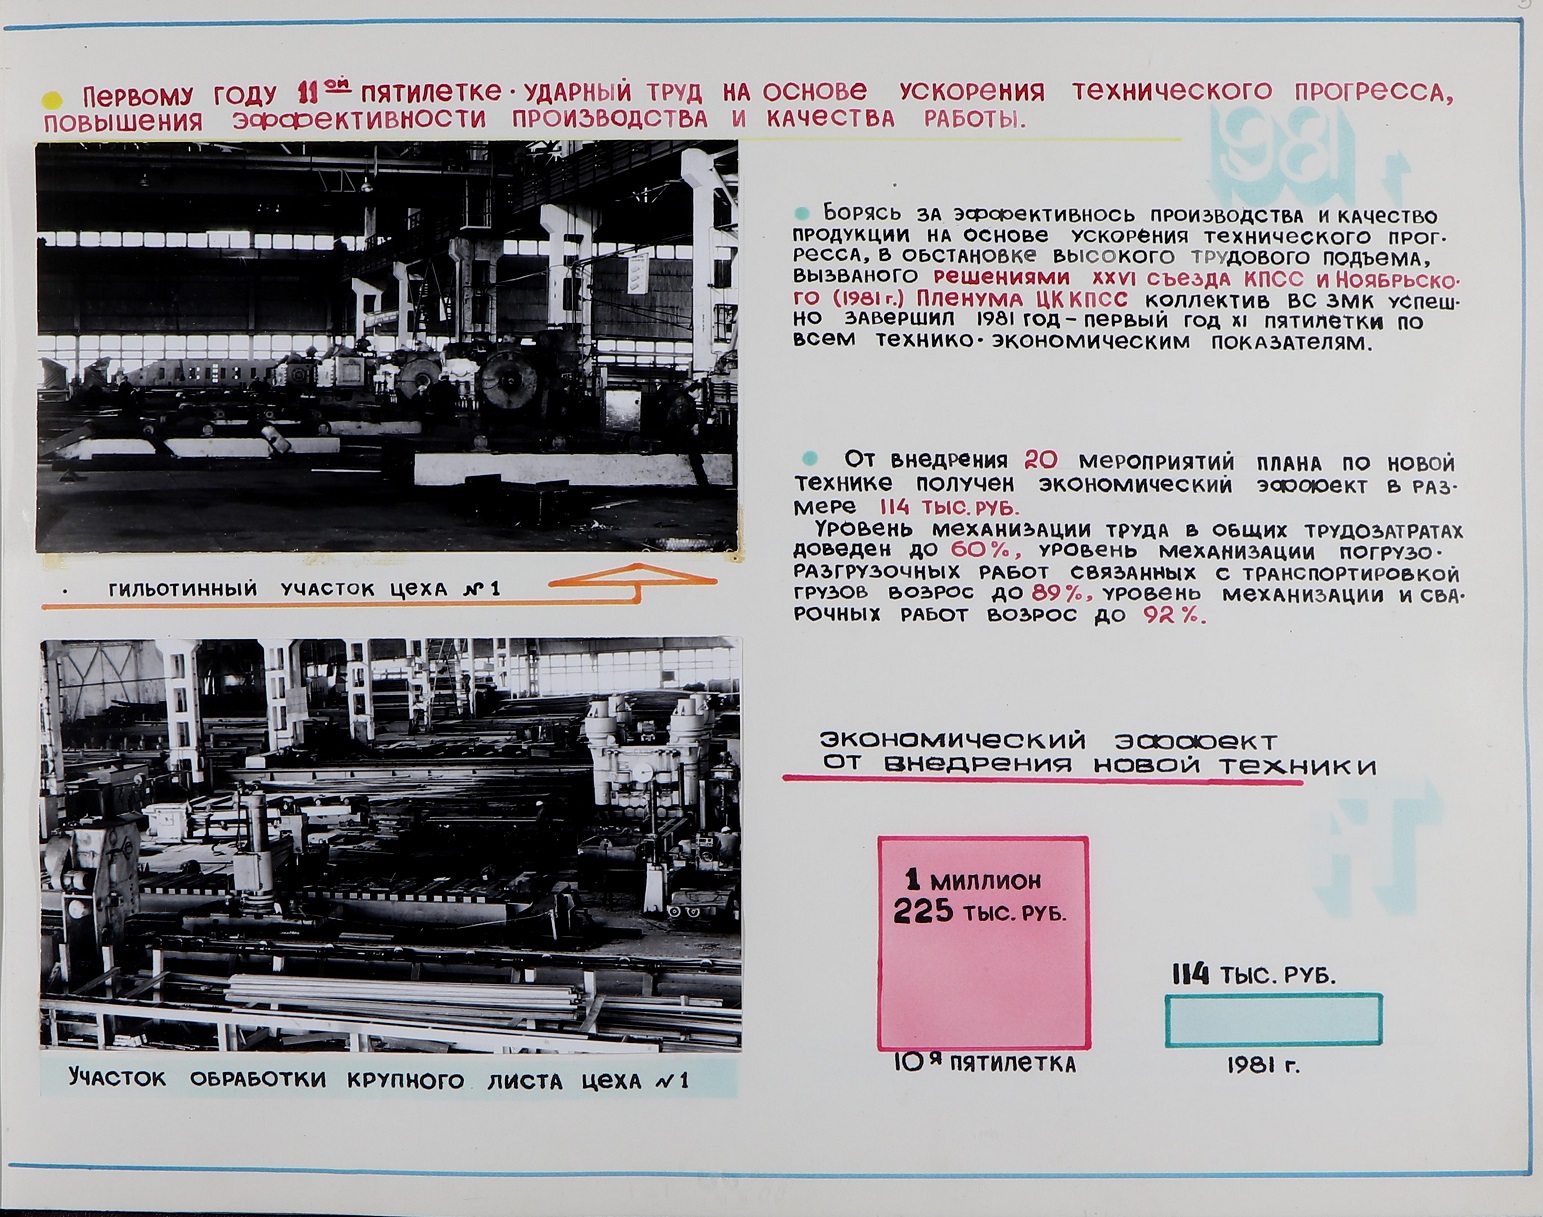 Первому году 11ой пятилетке · ударный труд на основе ускорения технического прогресса,
повышения эффективности производства и качества работы.
Борясь за эффективнось производства и качество
продукции на основе ускорения технического прог-
ресса, в обстановке высокого трудового подъема,
вызваного решениями XXVI съезда КПСС и Ноябрьско-
го (1981 г.) Пленума ЦК КПСС коллектив ВС ЗМК успеш-
но завершил 1981 год - первый год XI пятилетки по
всем технико-экономическим показателям.
От внедрения 20 мероприятий плана по новой
технике получен экономический эффект в раз-
мере 114 тыс. руб.
Уровень механизации труда в общих трудозатратах
доведен до 60%, уровень механизации погрузо-
разгрузочных работ связанных с транспортировкой
грузов возрос до 89%, уровень механизации и сва-
рочных работ возрос до 92%.
гильотинный участок цеха №1
Участок обработки крупного листа цеха №1
экономический эффект
от внедрения новой техники
1 миллион
225 тыс. руб.
10я пятилетка
114 тыс. руб.
1981 г.